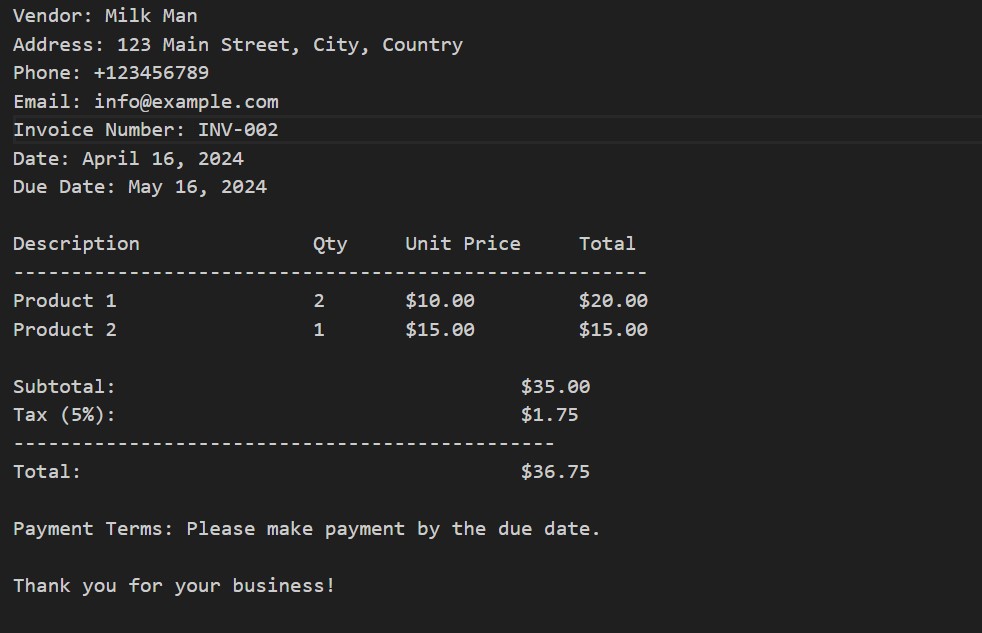 Vendor: Milk Man
Address: 123 Main Street, City, Country
Phone: +123456789
Email: info@example.com
Invoice Number: INV-002
Date: April 16, 2024
Due Date: May 16, 2024

Description               Qty     Unit Price     Total
-------------------------------------------------------
Product 1                 2       $10.00         $20.00
Product 2                 1       $15.00         $15.00

Subtotal:                                   $35.00
Tax (5%):                                   $1.75
-----------------------------------------------
Total:                                      $36.75

Payment Terms: Please make payment by the due date.

Thank you for your business!